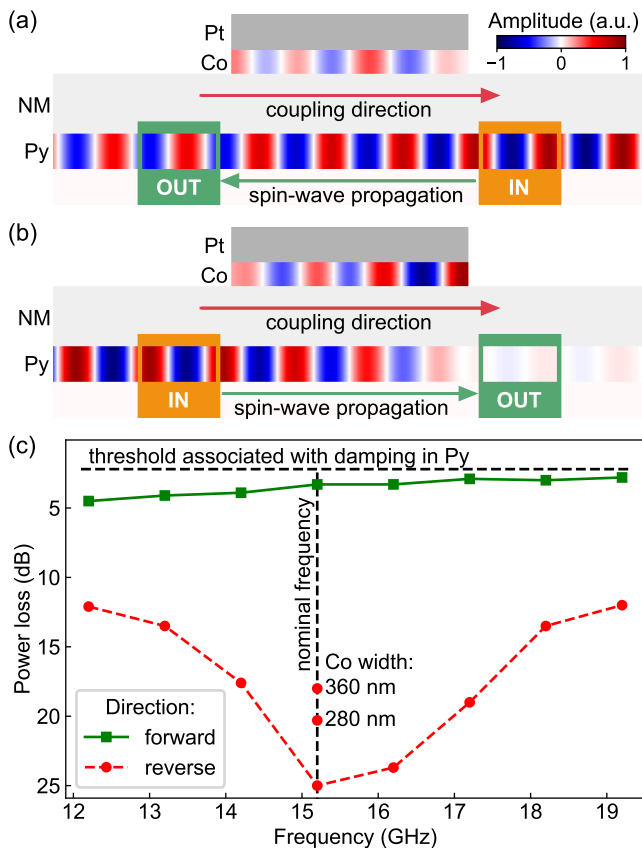 (a)
Pt
Co
Amplitude (a.u.)
−1 0 1
NM
coupling direction
Py
OUT
spin-wave propagation
IN
(b)
Pt
Co
NM
coupling direction
Py
IN
spin-wave propagation
OUT
(c)
threshold associated with damping in Py
nominal frequency
Co width:
360 nm
280 nm
Direction:
forward
reverse
Power loss (dB)
5
10
15
20
25
12 13 14 15 16 17 18 19
Frequency (GHz)